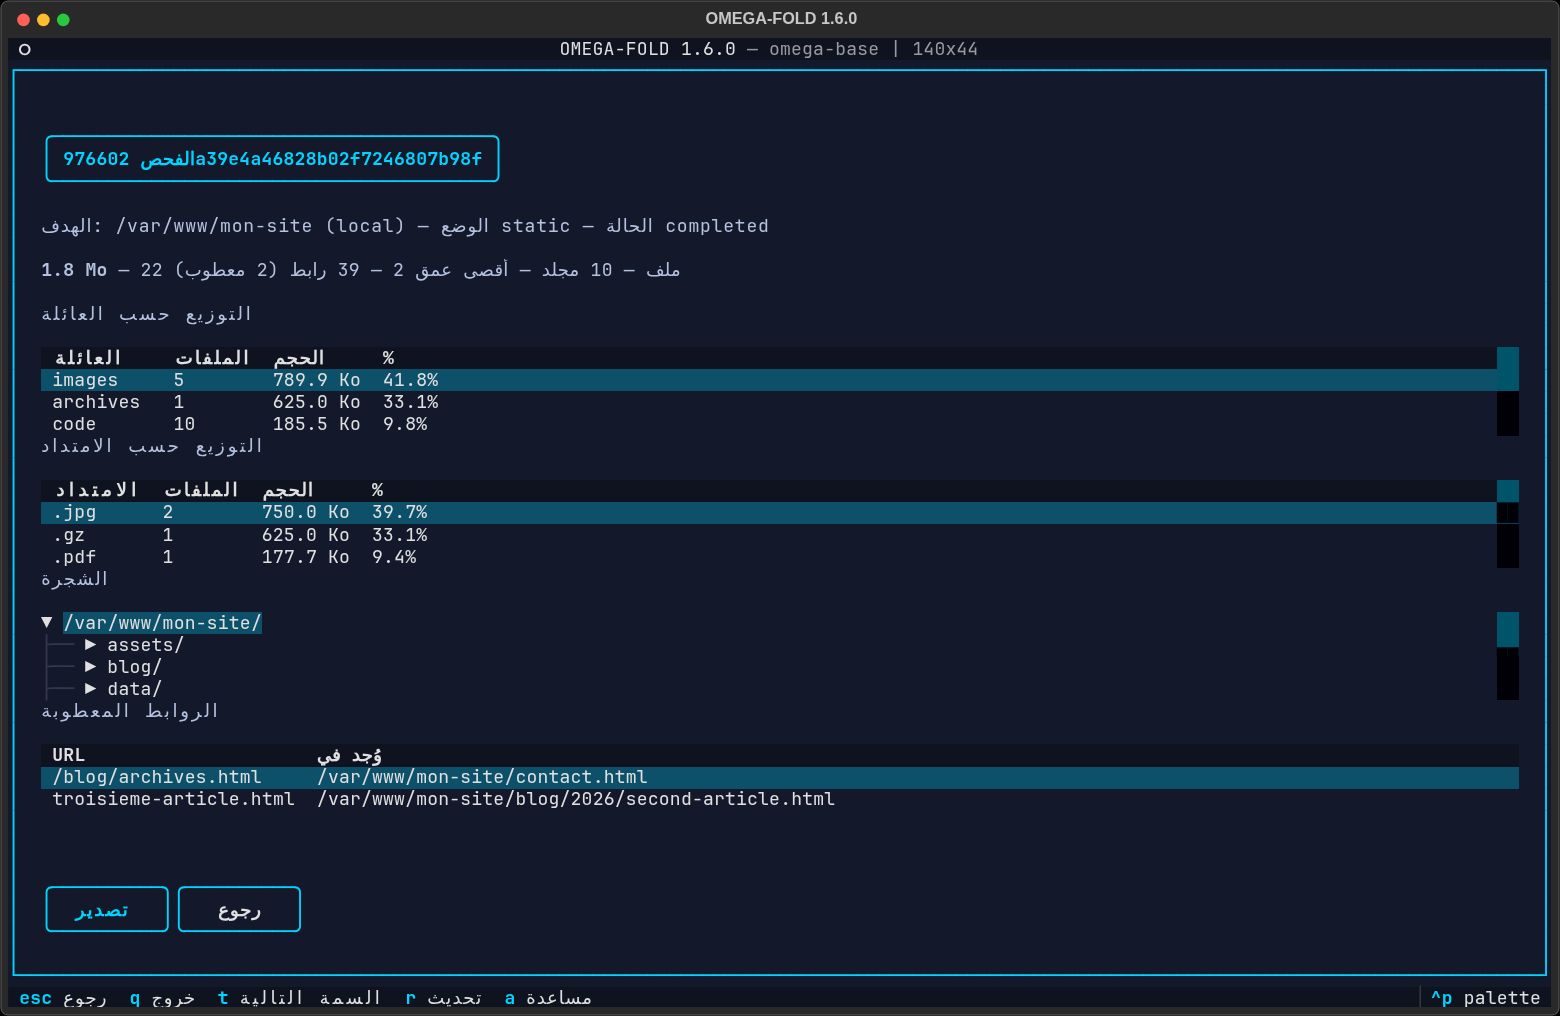 OMEGA-FOLD 1.6.0
OMEGA-FOLD 1.6.0 — omega-base | 140x44
الفحص 976602a39e4a46828b02f7246807b98f
الهدف: /var/www/mon-site (local) — الوضع static — الحالة completed
1.8 Mo — 22 ملف — 10 مجلد — أقصى عمق 2 — 39 رابط (2 معطوب)
التوزيع حسب العائلة
العائلة الملفات الحجم %
images 5 789.9 Ko 41.8%
archives 1 625.0 Ko 33.1%
code 10 185.5 Ko 9.8%
التوزيع حسب الامتداد
الامتداد الملفات الحجم %
.jpg 2 750.0 Ko 39.7%
.gz 1 625.0 Ko 33.1%
.pdf 1 177.7 Ko 9.4%
الشجرة
▼ /var/www/mon-site/
▶ assets/
▶ blog/
▶ data/
الروابط المعطوبة
URL وُجد في
/blog/archives.html /var/www/mon-site/contact.html
troisieme-article.html /var/www/mon-site/blog/2026/second-article.html
تصدير رجوع
esc رجوع q خروج t السمة التالية r تحديث a مساعدة ^p palette